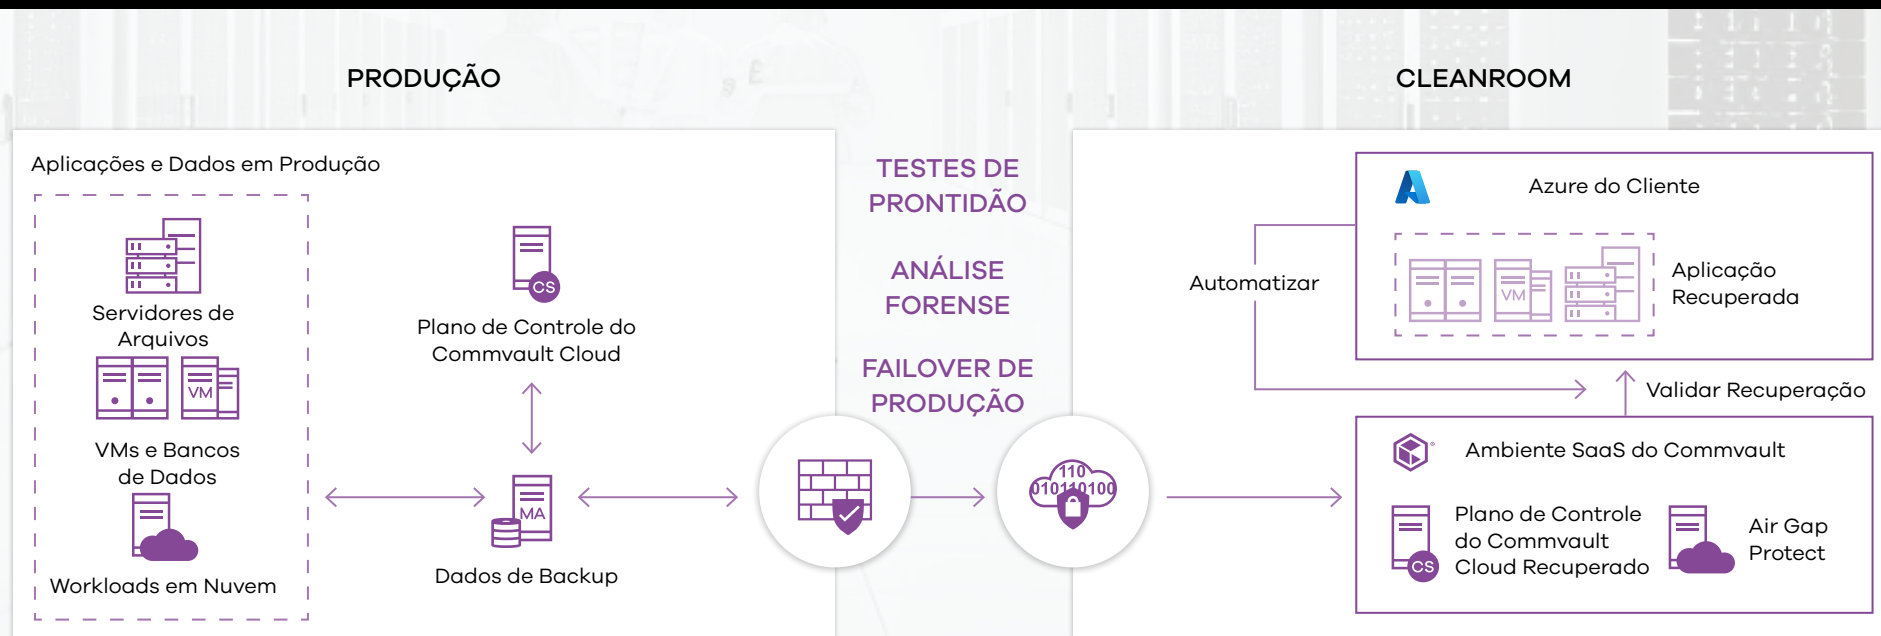 PRODUÇÃO
Aplicações e Dados em Produção
Servidores de
Arquivos
VM
VMs e Bancos
de Dados
Workloads em Nuvem
CS
Plano de Controle do
Commvault Cloud
MA
Dados de Backup
TESTES DE
PRONTIDÃO
ANÁLISE
FORENSE
FAILOVER DE
PRODUÇÃO
110
010110100
CLEANROOM
Azure do Cliente
VM
Aplicação
Recuperada
Automatizar
Validar Recuperação
Ambiente SaaS do Commvault
CS
Plano de Controle
do Commvault
Cloud Recuperado
Air Gap
Protect